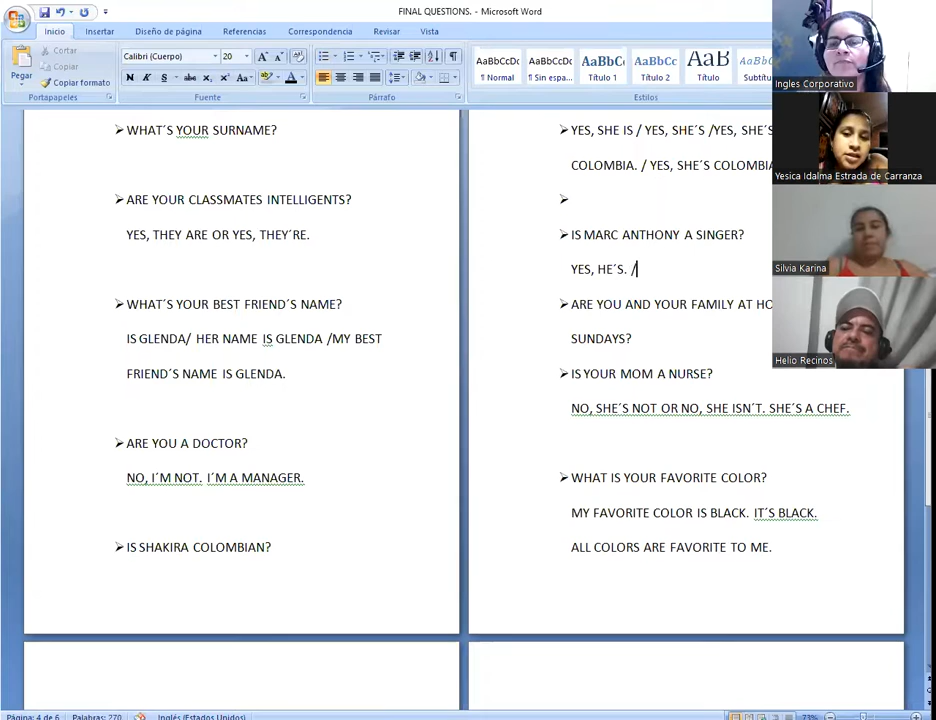 FINAL QUESTIONS. - Microsoft Word
Inicio Insertar Diseño de página Referencias Correspondencia Revisar Vista
Pegar
Cortar
Copiar
Copiar formato
Portapapeles
Calibri (Cuerpo) 20
Fuente
Párrafo
AaBbCc AaBbCc AaBbC AaBbCc AaB
¶ Normal ¶ Sin espa... Título 1 Título 2 Título Subtítu
Estilos
Ingles Corporativo
Yesica Idalma Estrada de Carranza
Silvia Karina
Helio Recinos
WHAT´S YOUR SURNAME?
ARE YOUR CLASSMATES INTELLIGENTS?
YES, THEY ARE OR YES, THEY´RE.
WHAT´S YOUR BEST FRIEND´S NAME?
IS GLENDA/ HER NAME IS GLENDA /MY BEST
FRIEND´S NAME IS GLENDA.
ARE YOU A DOCTOR?
NO, I´M NOT. I´M A MANAGER.
IS SHAKIRA COLOMBIAN?
YES, SHE IS / YES, SHE´S /YES, SHE´S
COLOMBIA. / YES, SHE´S COLOMBIA
IS MARC ANTHONY A SINGER?
YES, HE´S. /
ARE YOU AND YOUR FAMILY AT HO
SUNDAYS?
IS YOUR MOM A NURSE?
NO, SHE´S NOT OR NO, SHE ISN´T. SHE´S A CHEF.
WHAT IS YOUR FAVORITE COLOR?
MY FAVORITE COLOR IS BLACK. IT´S BLACK.
ALL COLORS ARE FAVORITE TO ME.
Página: 4 de 6 Palabras: 270 Inglés (Estados Unidos) 73%